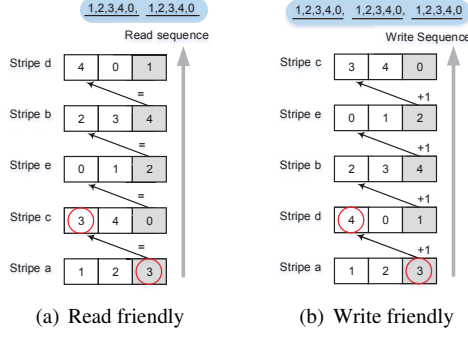 1,2,3,4,0, 1,2,3,4,0
Read sequence
Stripe d 4 0 1
=
Stripe b 2 3 4
=
Stripe e 0 1 2
=
Stripe c 3 4 0
=
Stripe a 1 2 3
(a) Read friendly
1,2,3,4,0, 1,2,3,4,0, 1,2,3,4,0
Write Sequence
Stripe c 3 4 0
+1
Stripe e 0 1 2
+1
Stripe b 2 3 4
+1
Stripe d 4 0 1
+1
Stripe a 1 2 3
(b) Write friendly